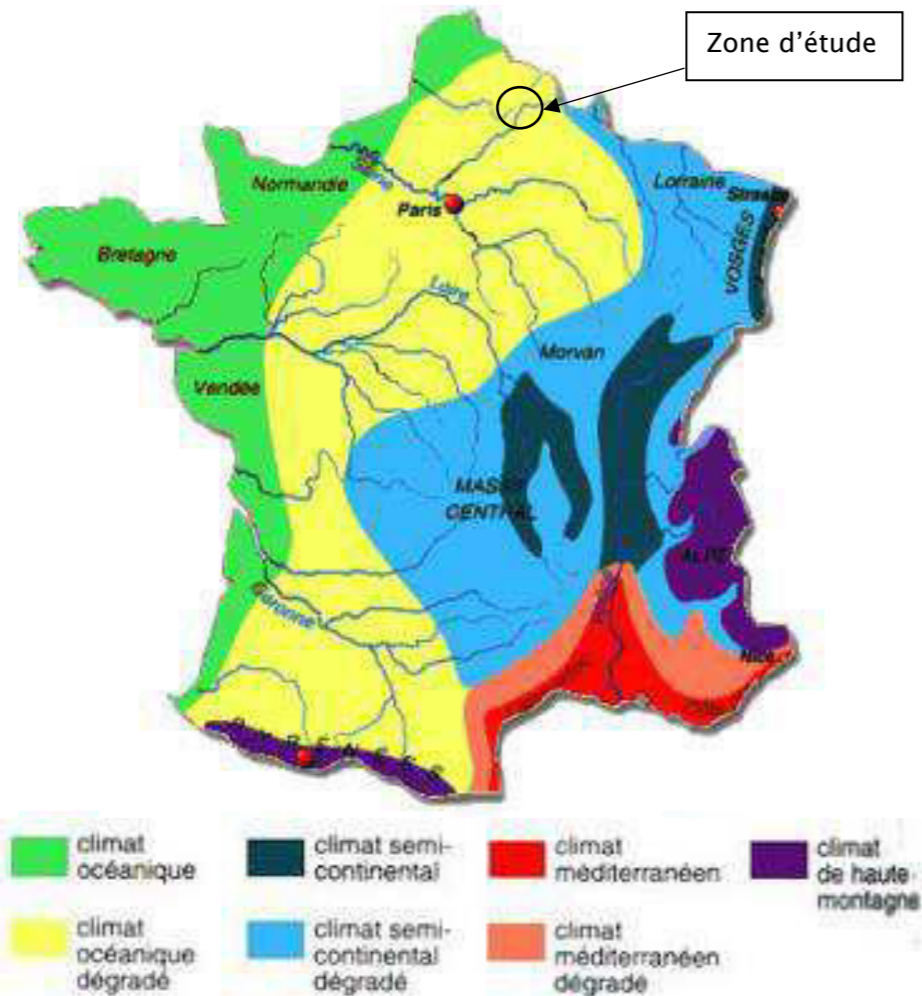 Zone d'étude
Normandie
Seine
Lorraine
Paris
Bretagne
VOSGES
Loire
Morvan
Vendée
CENTRAL
Garonne
climat
océanique
climat semi-
continental
climat
méditerranéen
climat
de haute-
montagne
climat
océanique
dégradé
climat semi-
continental
dégradé
climat
méditerranéen
dégradé